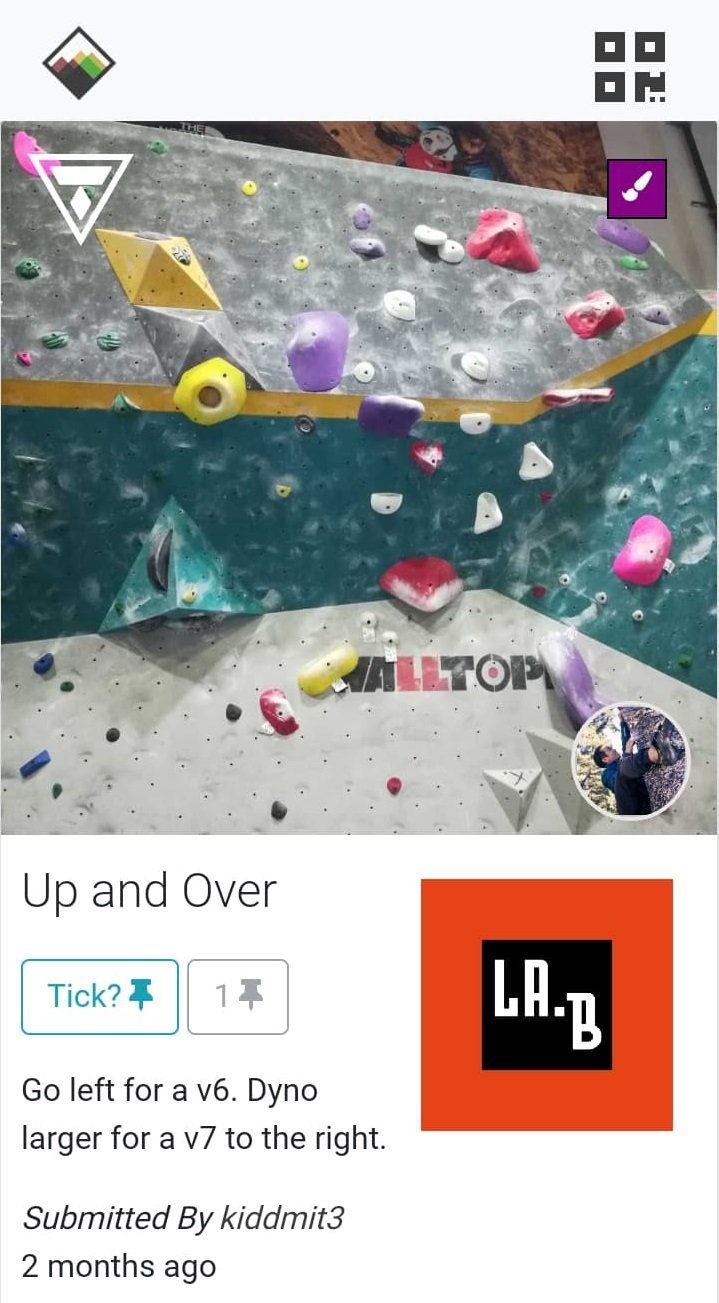 THE
WALLTOPI
Up and Over
Tick?
1
LA.B
Go left for a v6. Dyno
larger for a v7 to the right.
Submitted By kiddmit3
2 months ago